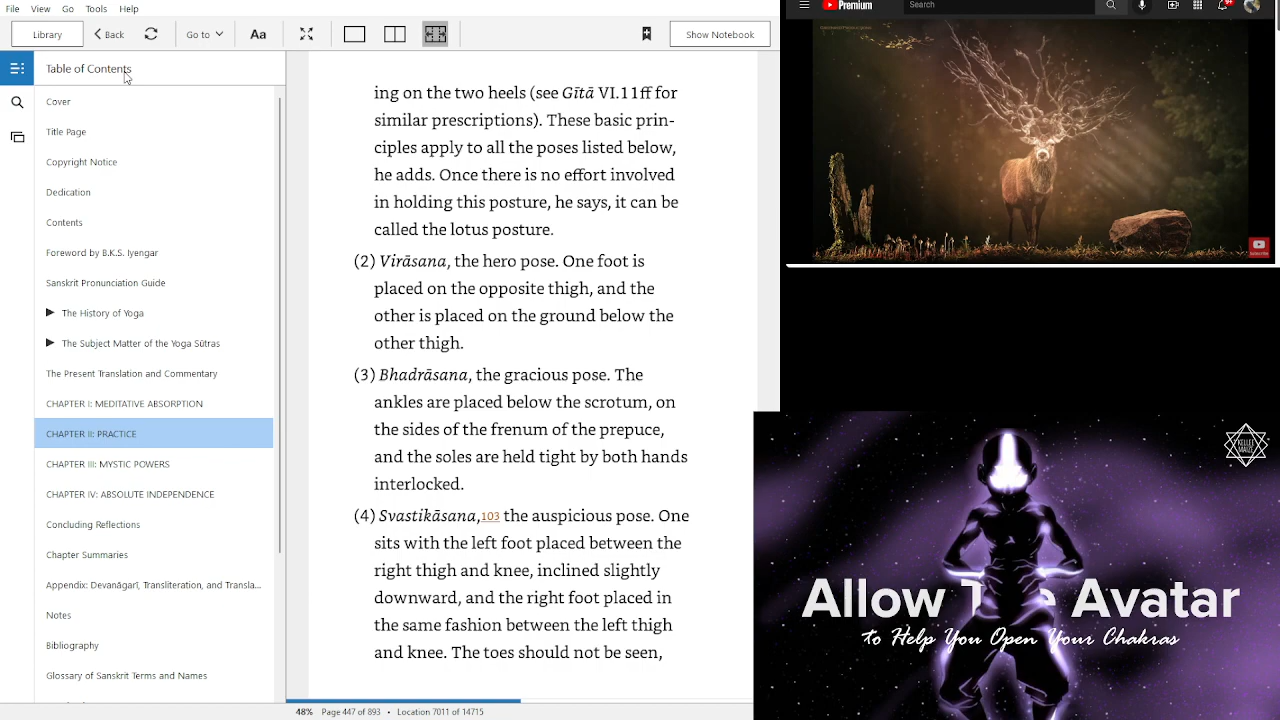 File View Go Tools Help
Library Back Go to Aa Show Notebook
Table of Contents
Cover
Title Page
Copyright Notice
Dedication
Contents
Foreword by B.K.S. Iyengar
Sanskrit Pronunciation Guide
The History of Yoga
The Subject Matter of the Yoga Sūtras
The Present Translation and Commentary
CHAPTER I: MEDITATIVE ABSORPTION
CHAPTER II: PRACTICE
CHAPTER III: MYSTIC POWERS
CHAPTER IV: ABSOLUTE INDEPENDENCE
Concluding Reflections
Chapter Summaries
Appendix: Devanāgarī, Transliteration, and Transla...
Notes
Bibliography
Glossary of Sanskrit Terms and Names
ing on the two heels (see Gītā VI.11ff for
similar prescriptions). These basic prin-
ciples apply to all the poses listed below,
he adds. Once there is no effort involved
in holding this posture, he says, it can be
called the lotus posture.
(2) Virāsana, the hero pose. One foot is
placed on the opposite thigh, and the
other is placed on the ground below the
other thigh.
(3) Bhadrāsana, the gracious pose. The
ankles are placed below the scrotum, on
the sides of the frenum of the prepuce,
and the soles are held tight by both hands
interlocked.
(4) Svastikāsana,103 the auspicious pose. One
sits with the left foot placed between the
right thigh and knee, inclined slightly
downward, and the right foot placed in
the same fashion between the left thigh
and knee. The toes should not be seen,
48% Page 447 of 893 • Location 7011 of 14715
Premium Search 9+
Subscribe
Allow T e Avatar
to Help You Open Your Chakras